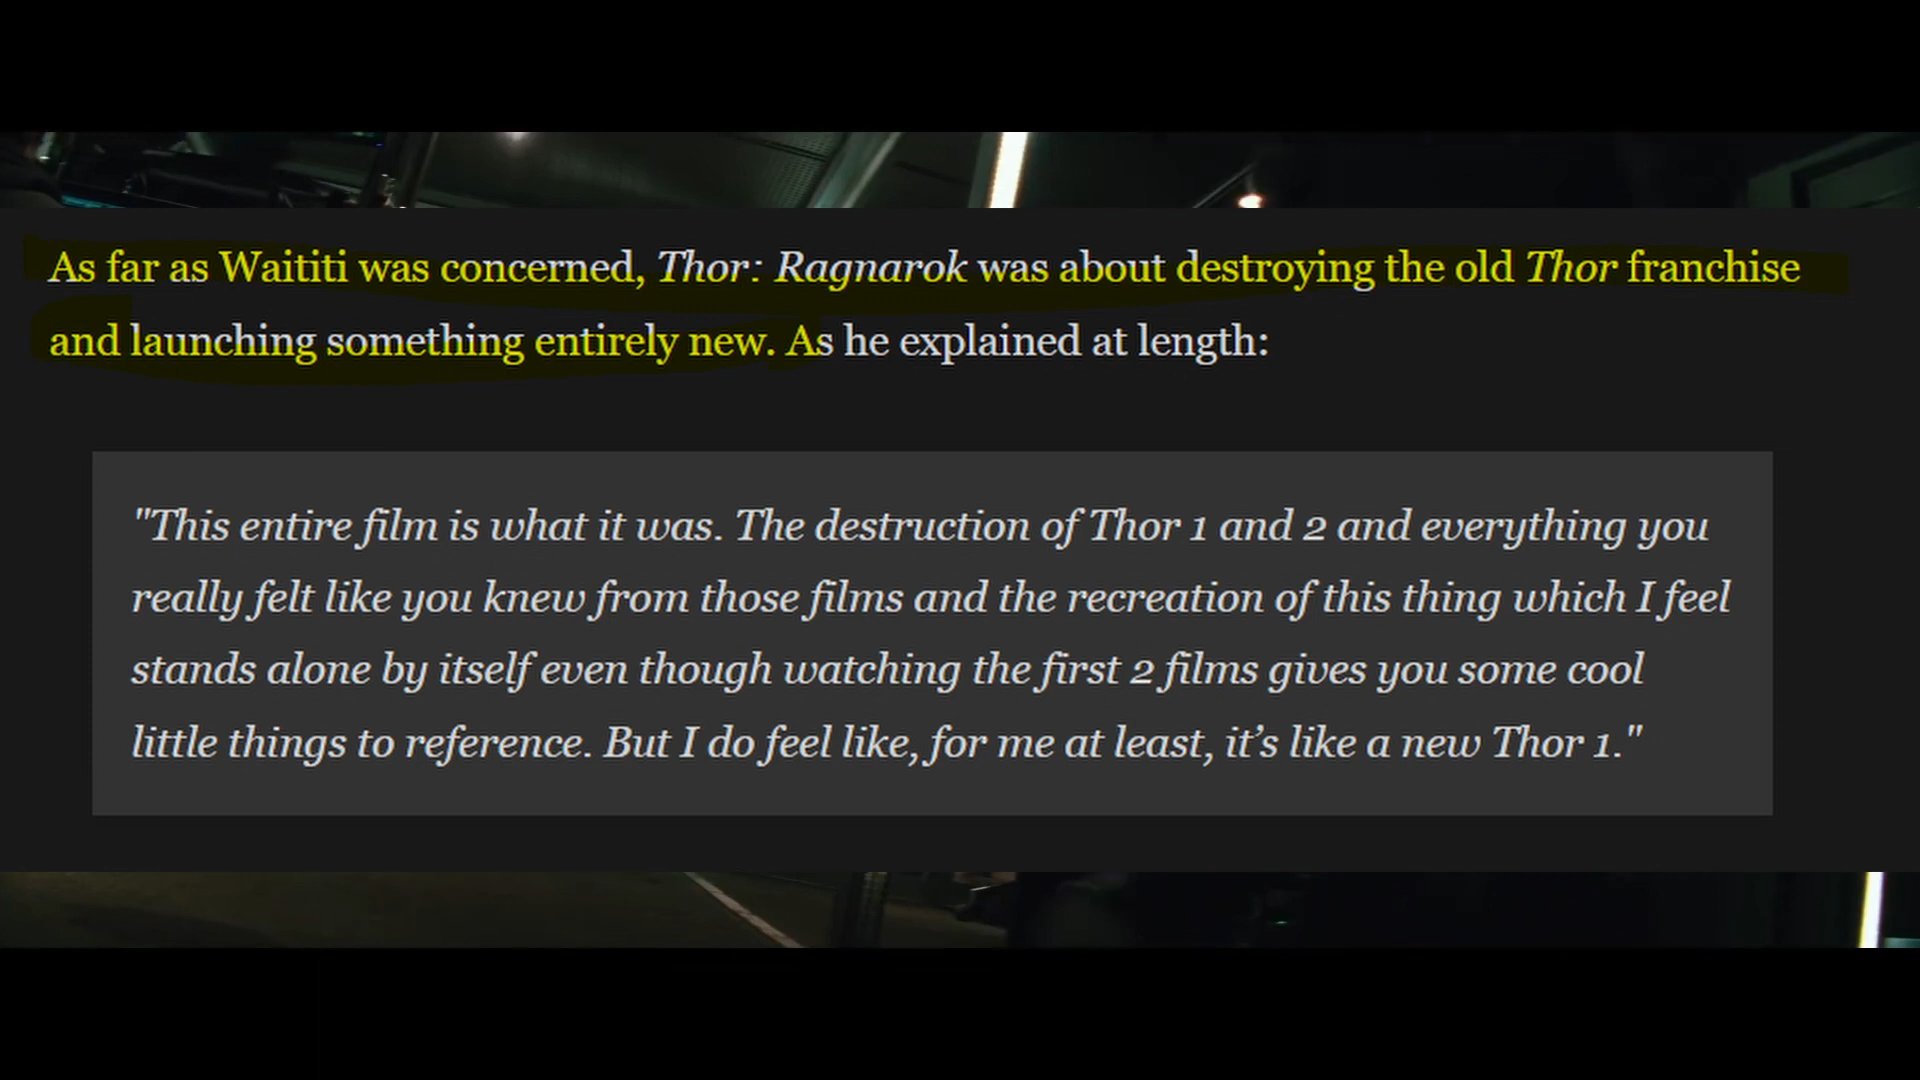 As far as Waititi was concerned, Thor: Ragnarok was about destroying the old Thor franchise
and launching something entirely new. As he explained at length:
"This entire film is what it was. The destruction of Thor 1 and 2 and everything you
really felt like you knew from those films and the recreation of this thing which I feel
stands alone by itself even though watching the first 2 films gives you some cool
little things to reference. But I do feel like, for me at least, it’s like a new Thor 1."